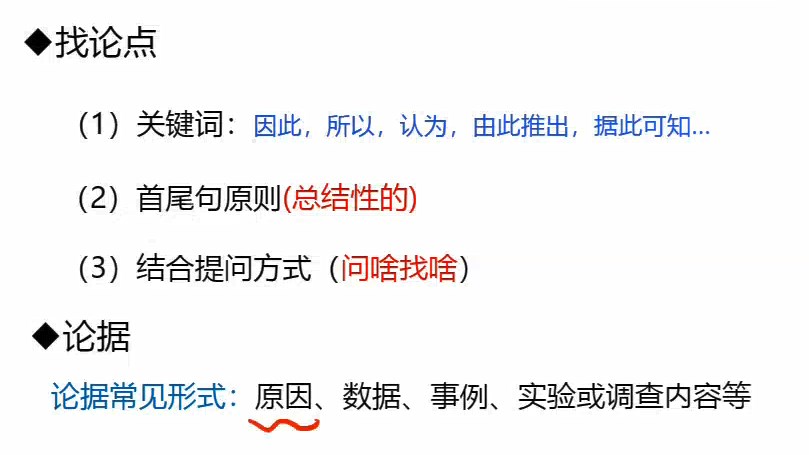 ◆找论点
（1）关键词：因此，所以，认为，由此推出，据此可知...
（2）首尾句原则(总结性的)
（3）结合提问方式（问啥找啥）
◆论据
论据常见形式：原因、数据、事例、实验或调查内容等